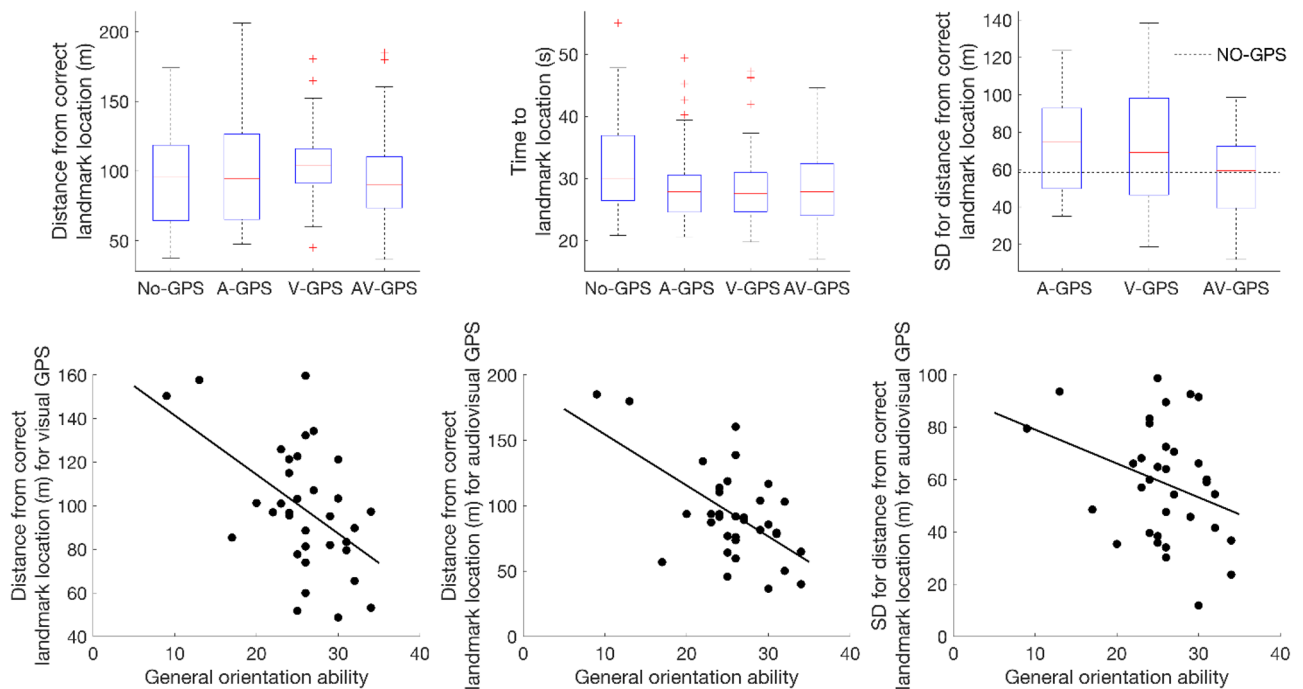 Distance from correct
landmark location (m)
200
150
100
50
No-GPS A-GPS V-GPS AV-GPS
Time to
landmark location (s)
50
40
30
20
No-GPS A-GPS V-GPS AV-GPS
SD for distance from correct
landmark location (m)
140
120
100
80
60
40
20
NO-GPS
A-GPS V-GPS AV-GPS
Distance from correct
landmark location (m) for visual GPS
160
140
120
100
80
60
40
0 10 20 30 40
General orientation ability
Distance from correct
landmark location (m) for audiovisual GPS
200
150
100
50
0
0 10 20 30 40
General orientation ability
SD for distance from correct
landmark location (m) for audiovisual GPS
100
80
60
40
20
0
0 10 20 30 40
General orientation ability